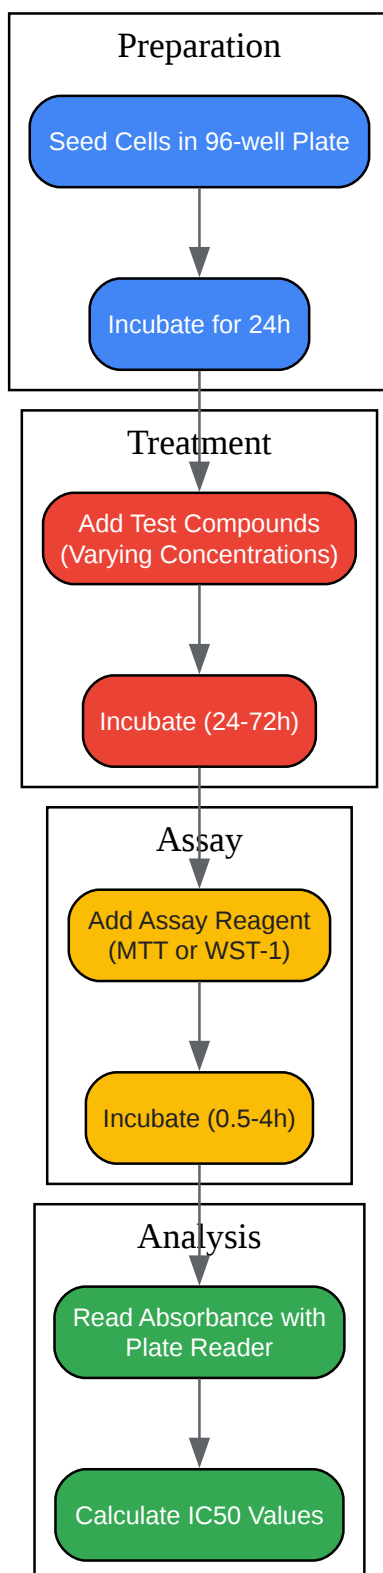 Preparation
Seed Cells in 96-well Plate
Incubate for 24h
Treatment
Add Test Compounds
(Varying Concentrations)
Incubate (24-72h)
Assay
Add Assay Reagent
(MTT or WST-1)
Incubate (0.5-4h)
Analysis
Read Absorbance with
Plate Reader
Calculate IC50 Values